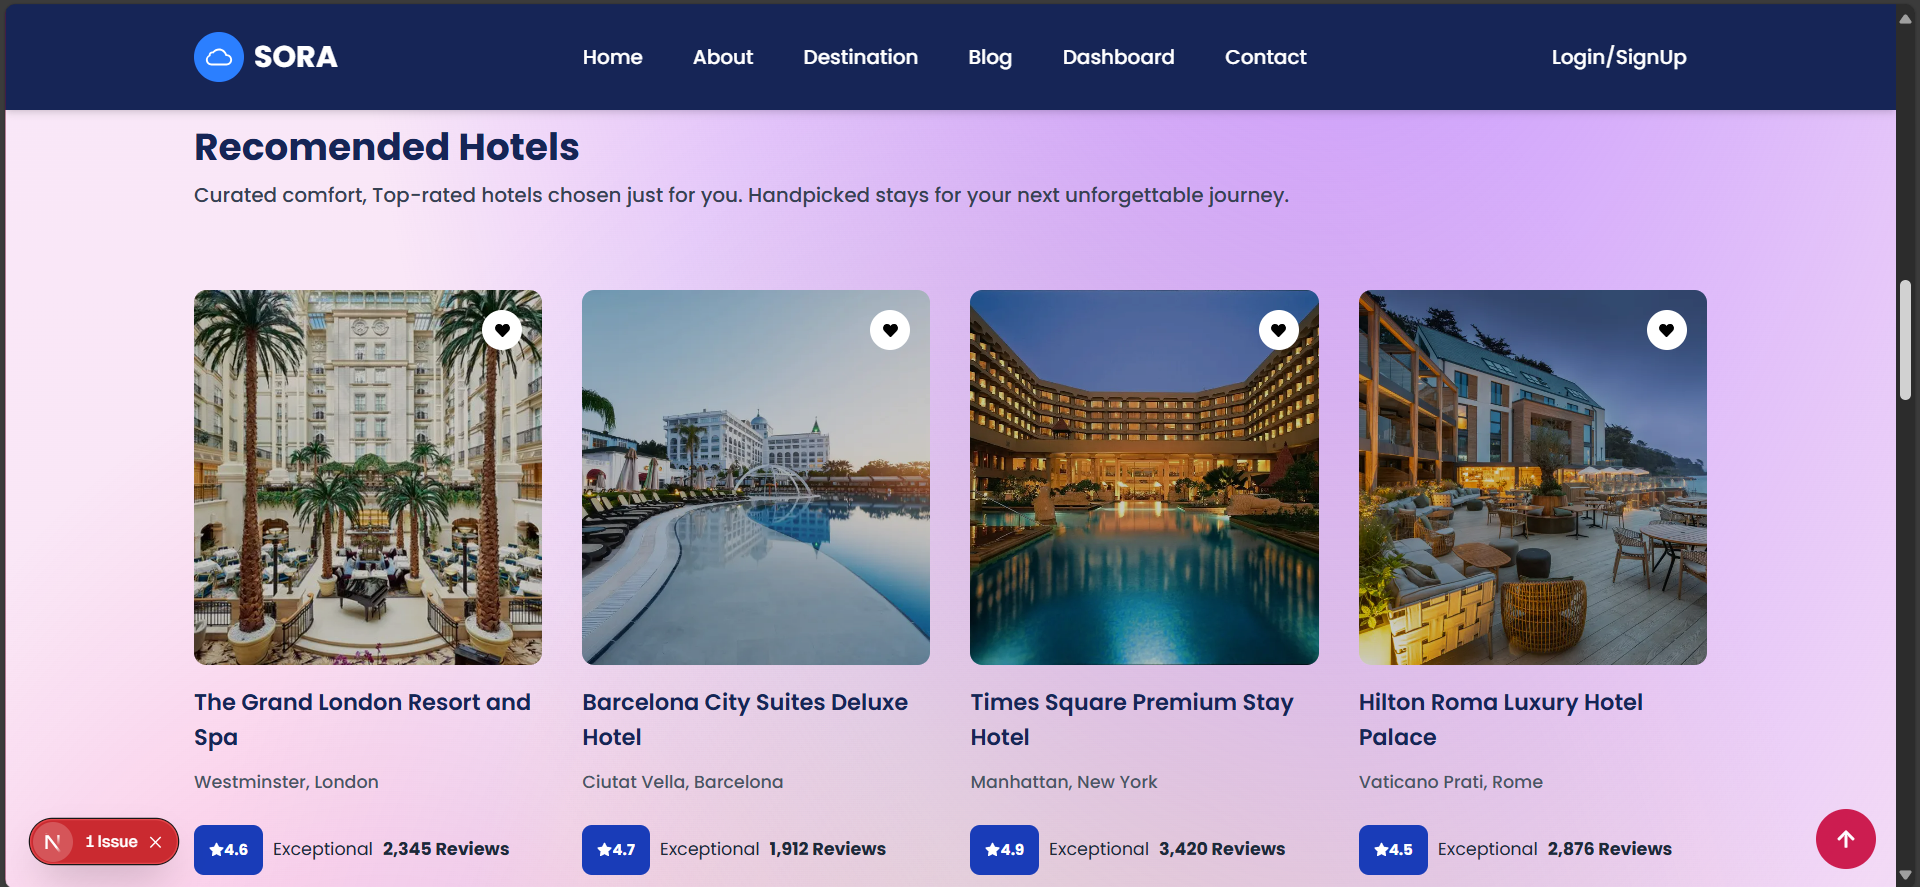 SORA
Home About Destination Blog Dashboard Contact Login/SignUp
Recomended Hotels
Curated comfort, Top-rated hotels chosen just for you. Handpicked stays for your next unforgettable journey.
The Grand London Resort and
Spa
Westminster, London
4.6 Exceptional 2,345 Reviews
Barcelona City Suites Deluxe
Hotel
Ciutat Vella, Barcelona
4.7 Exceptional 1,912 Reviews
Times Square Premium Stay
Hotel
Manhattan, New York
4.9 Exceptional 3,420 Reviews
Hilton Roma Luxury Hotel
Palace
Vaticano Prati, Rome
4.5 Exceptional 2,876 Reviews
N 1 Issue